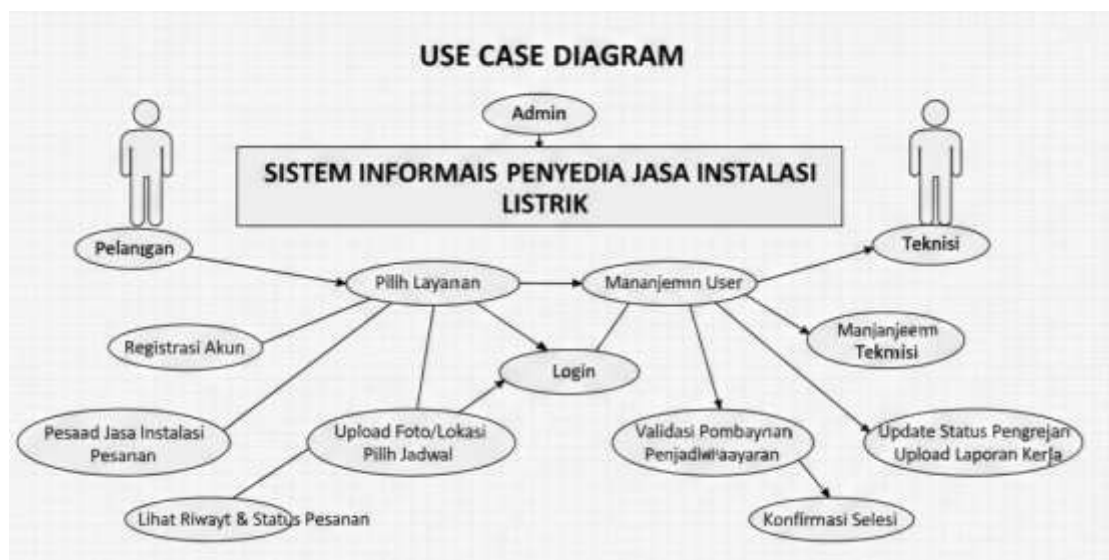 USE CASE DIAGRAM
Admin
SISTEM INFORMAIS PENYEDIA JASA INSTALASI
LISTRIK
Pelanigan
Teknisi
Pilih Layanan
Mananjemn User
Registrasi Akun
Manjanjeemn
Tekmisi
Login
Pesaad Jasa Instalasi
Pesanan
Upload Foto/Lokasi
Pilih Jadwal
Validasi Pombaynan
Update Status Pengrejan
Upload Laporan Kerja
Lihat Riwayt & Status Pesanan
Konfirmasi Selesi